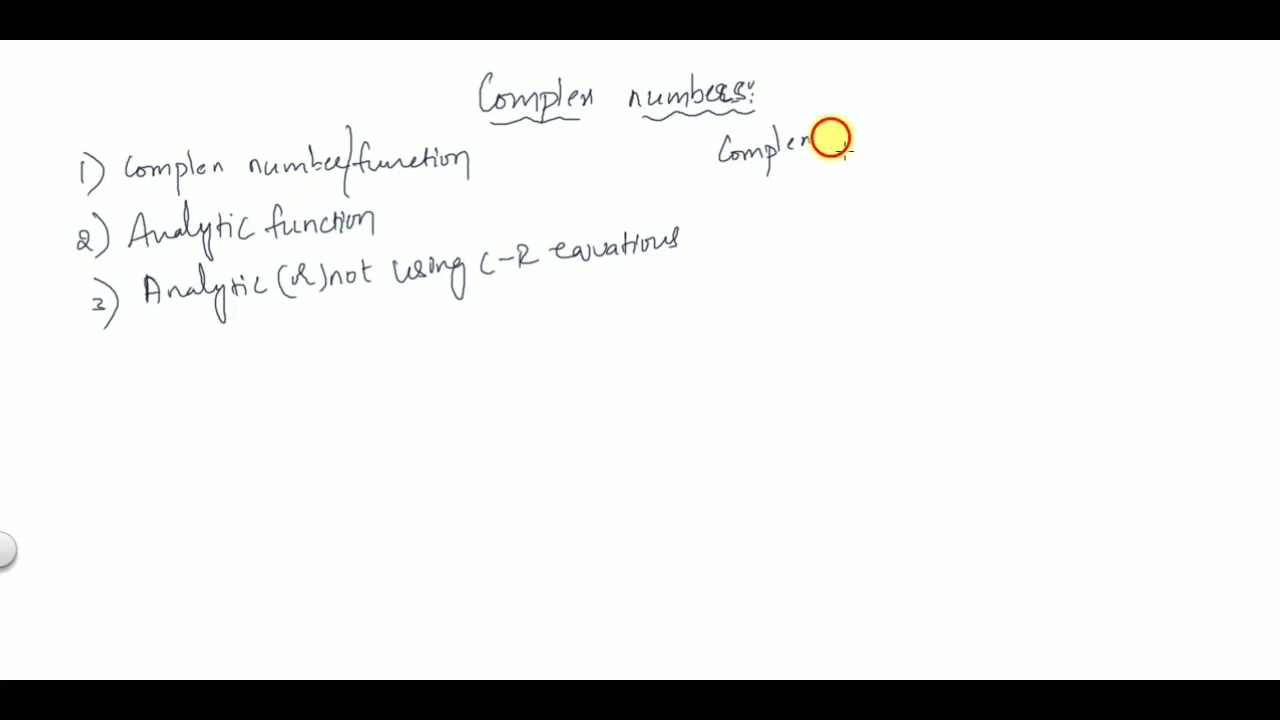 Complex numbers:
1) Complex number/function
Complex
2) Analytic function
3) Analytic (or) not using C-R equations